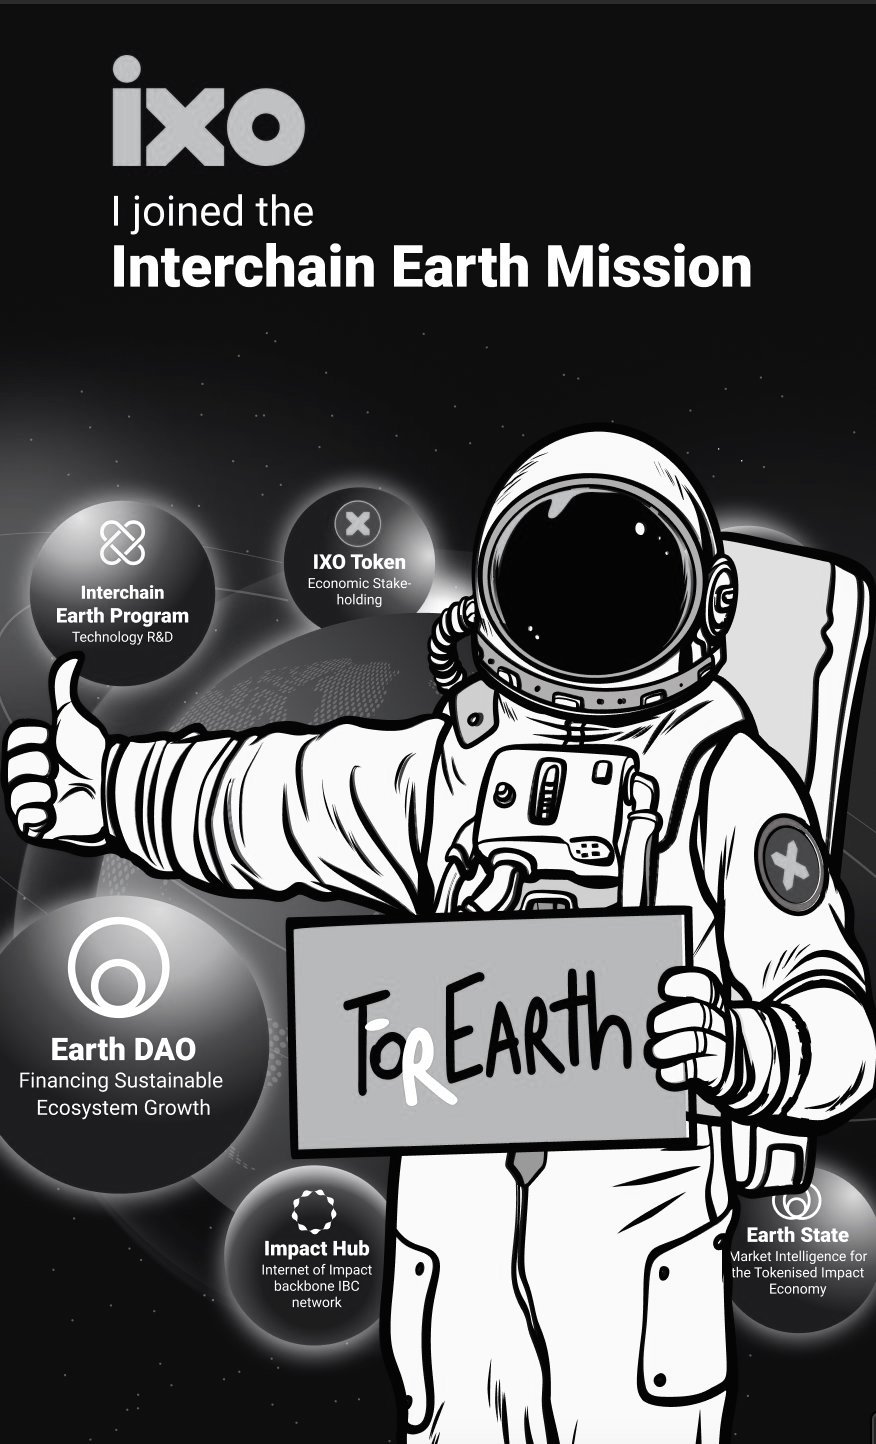 ixo
I joined the
Interchain Earth Mission
Interchain
Earth Program
Technology R&D
IXO Token
Economic Stake-
holding
Earth DAO
Financing Sustainable
Ecosystem Growth
ToR EARth
Impact Hub
Internet of Impact
backbone IBC
network
Earth State
Market Intelligence for
the Tokenised Impact
Economy